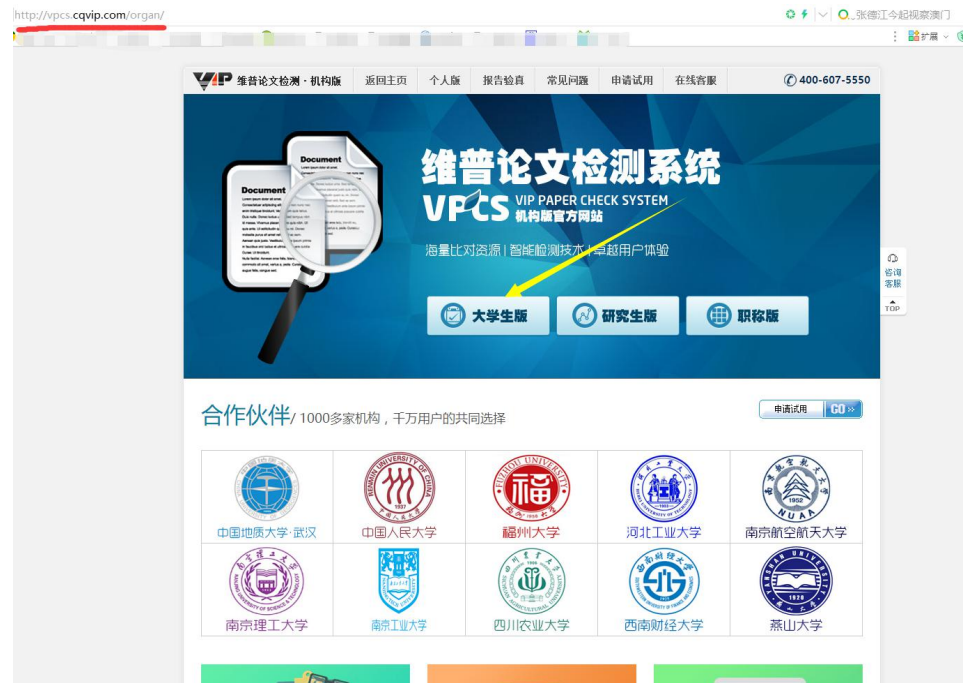 http://vpcs.cqvip.com/organ/
张德江今起视察澳门
扩展
VIP 维普论文检测·机构版 返回主页 个人版 报告验真 常见问题 申请试用 在线客服 400-607-5550
Document
Document
维普论文检测系统
VPCS VIP PAPER CHECK SYSTEM
机构版官方网站
海量比对资源 | 智能检测技术 | 卓越用户体验
咨询
客服
TOP
大学生版 研究生版 职称版
合作伙伴 / 1000多家机构，千万用户的共同选择
申请试用 GO »
中国地质大学·武汉 中国人民大学 福州大学 河北工业大学 南京航空航天大学
南京理工大学 南京工业大学 四川农业大学 西南财经大学 燕山大学